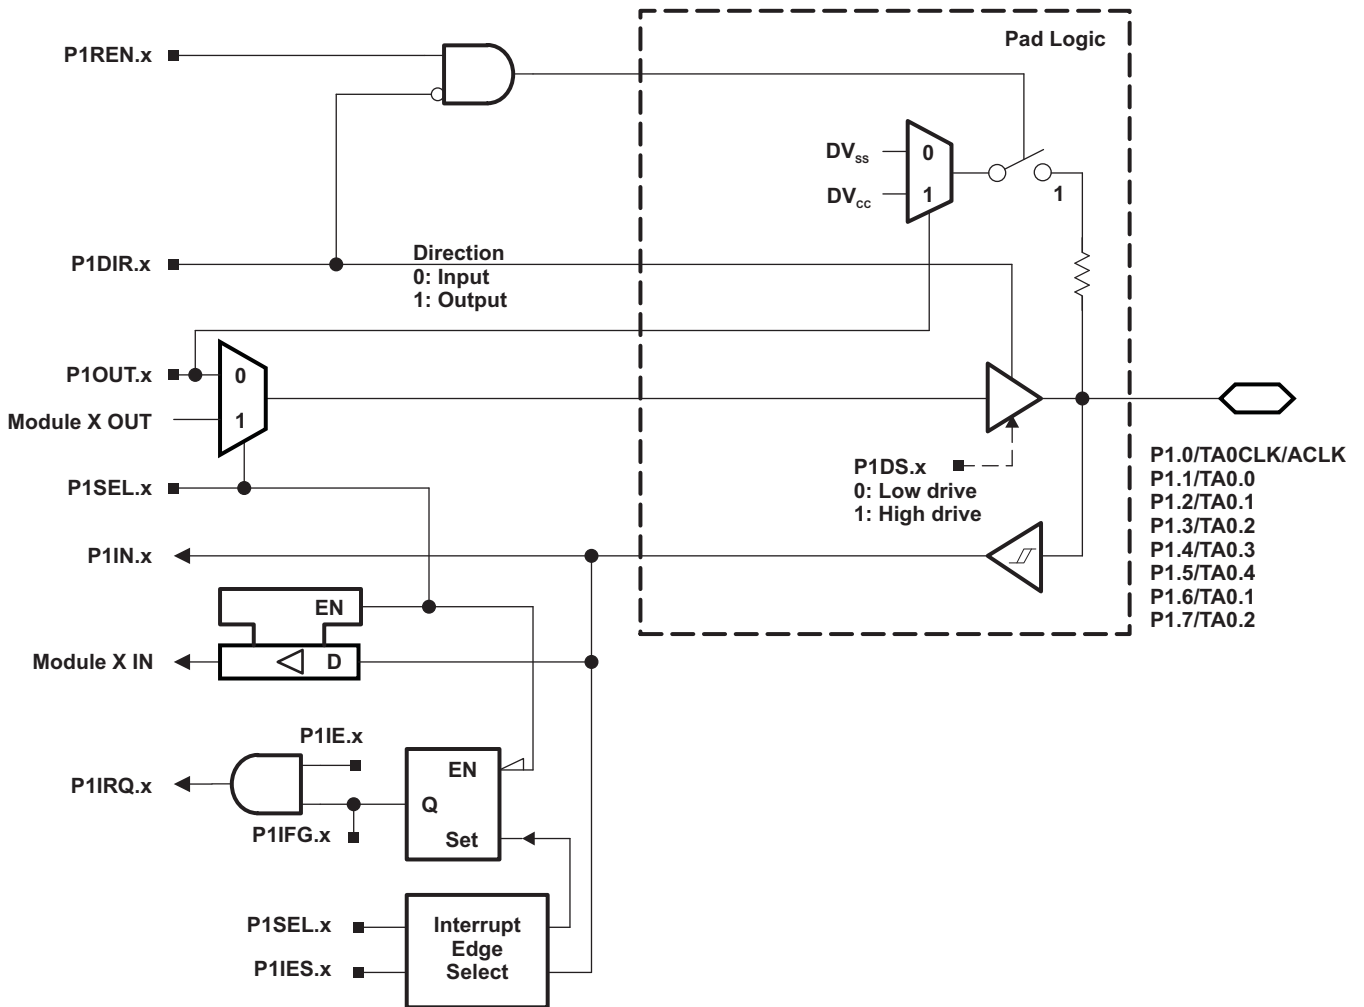 Pad Logic
P1REN.x
DVSS
0
DVCC
1
1
P1DIR.x
Direction
0: Input
1: Output
P1OUT.x
0
Module X OUT
1
P1SEL.x
P1DS.x
0: Low drive
1: High drive
P1.0/TA0CLK/ACLK
P1.1/TA0.0
P1.2/TA0.1
P1.3/TA0.2
P1.4/TA0.3
P1.5/TA0.4
P1.6/TA0.1
P1.7/TA0.2
P1IN.x
EN
Module X IN
D
P1IE.x
EN
P1IRQ.x
Q
P1IFG.x
Set
P1SEL.x
Interrupt
Edge
Select
P1IES.x